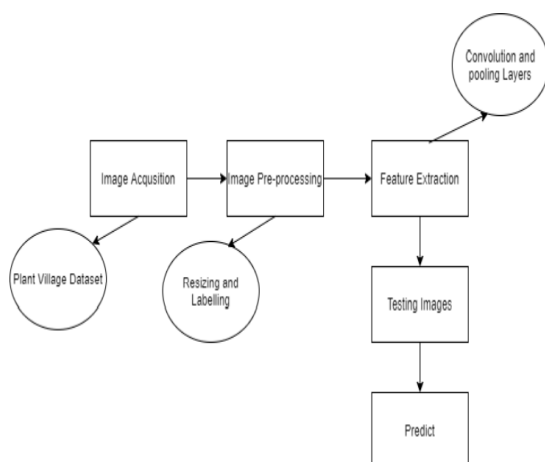 Convolution and
pooling Layers
Image Acqusition
Image Pre-processing
Feature Extraction
Plant Village Dataset
Resizing and
Labelling
Testing Images
Predict